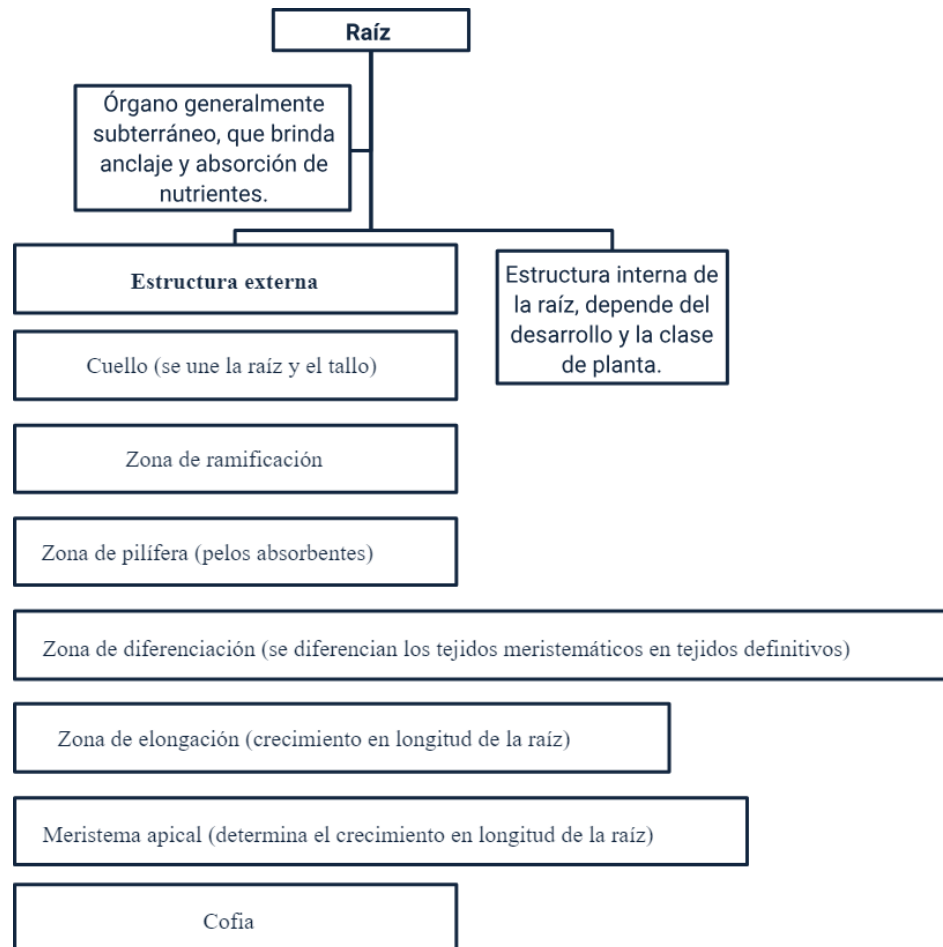 Raíz
Órgano generalmente
subterráneo, que brinda
anclaje y absorción de
nutrientes.
Estructura externa
Estructura interna de
la raíz, depende del
desarrollo y la clase
de planta.
Cuello (se une la raíz y el tallo)
Zona de ramificación
Zona de pilífera (pelos absorbentes)
Zona de diferenciación (se diferencian los tejidos meristemáticos en tejidos definitivos)
Zona de elongación (crecimiento en longitud de la raíz)
Meristema apical (determina el crecimiento en longitud de la raíz)
Cofia